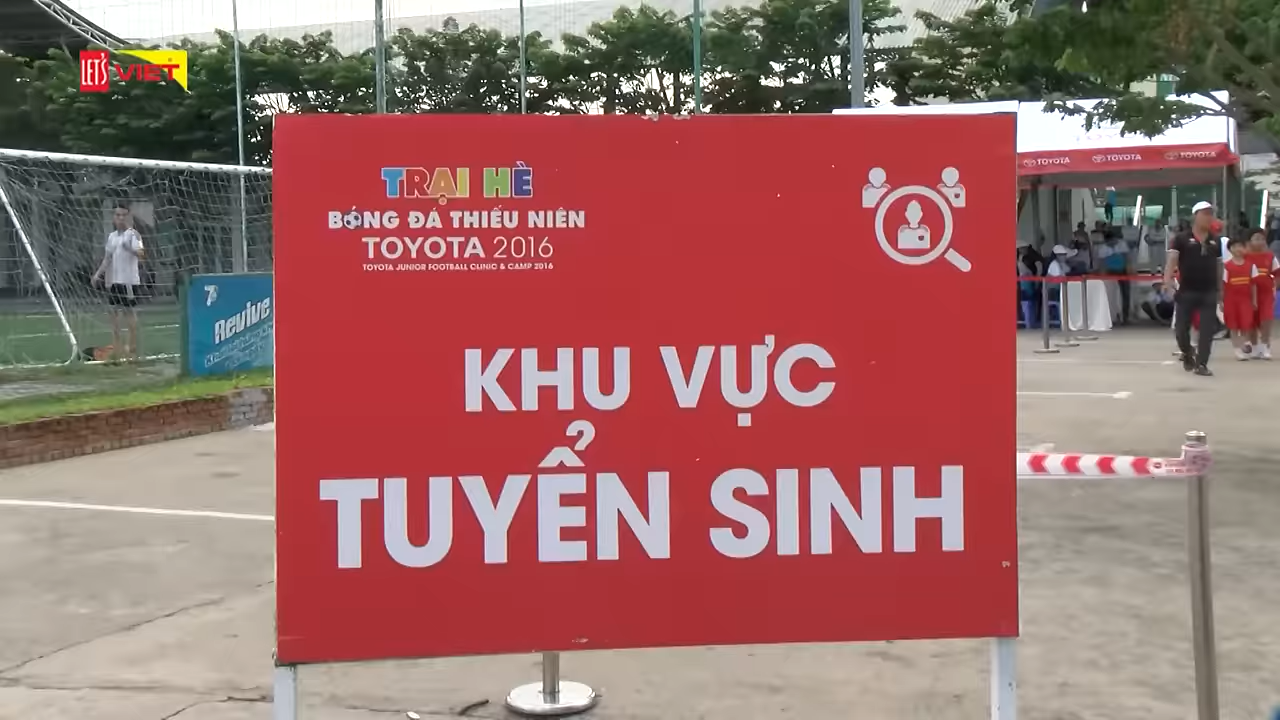 LET'S
VIET
TRẠI HÈ
BÓNG ĐÁ THIẾU NIÊN
TOYOTA 2016
TOYOTA JUNIOR FOOTBALL CLINIC & CAMP 2016
KHU VỰC
TUYỂN SINH
TOYOTA TOYOTA TOYOTA
7
Revive